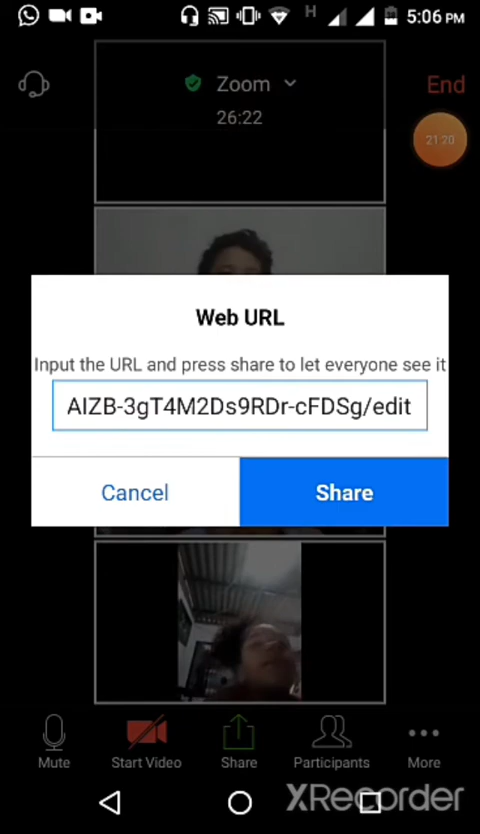 H 5:06 PM
Zoom
End
26:22
21:20
Web URL
Input the URL and press share to let everyone see it
AIZB-3gT4M2Ds9RDr-cFDSg/edit
Cancel
Share
Mute
Start Video
Share
Participants
More
XRecorder